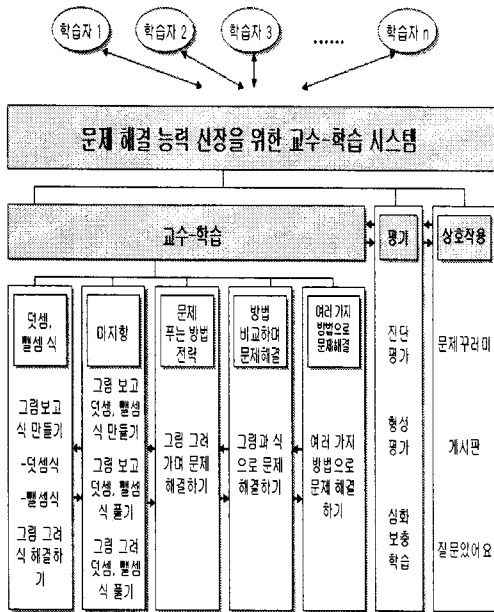 학습자 1
학습자 2
학습자 3
......
학습자 n
문제 해결 능력 신장을 위한 교수-학습 시스템
교수-학습
평가
상호작용
덧셈,
뺄셈 식
그림보고
식 만들기
-덧셈식
-뺄셈식
그림 그려
식 해결하
기
미지항
그림 보고
덧셈, 뺄셈
식 만들기
그림 보고
덧셈, 뺄셈
식 풀기
그림 그려
덧셈, 뺄셈
식 풀기
문제
푸는 방법
전략
그림 그려
가며 문제
해결하기
방법
비교하며
문제해결
그림과 식
으로 문제
해결하기
여러 가지
방법으로
문제해결
여러 가지
방법으로
문제 해결
하기
진단
평가
형성
평가
심화
보충
학습
문제꾸러미
게시판
질문있어요